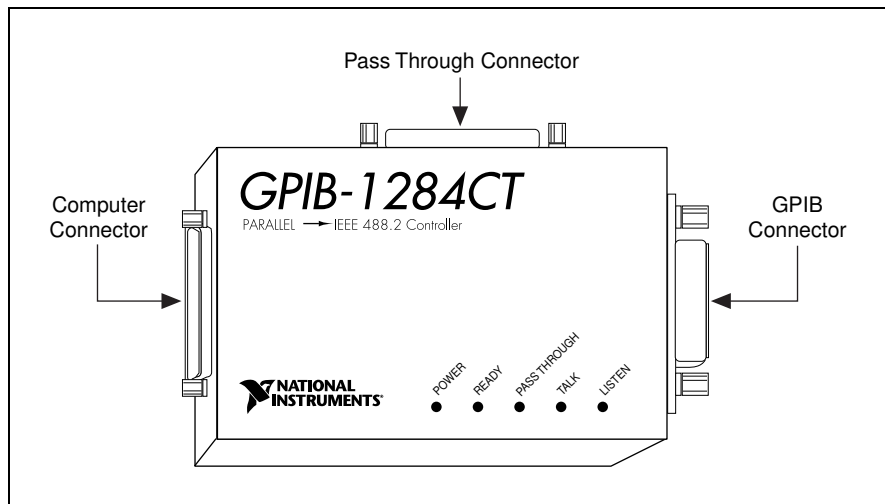 Pass Through Connector
Computer
Connector
GPIB
Connector
GPIB-1284CT
PARALLEL → IEEE 488.2 Controller
POWER
READY
PASS THROUGH
TALK
LISTEN
NATIONAL
INSTRUMENTS®